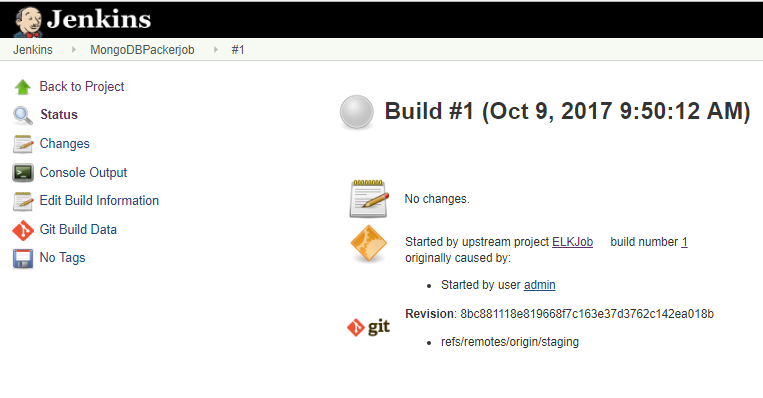 Jenkins
Jenkins MongoDBPackerjob #1
Back to Project
Status
Changes
Console Output
Edit Build Information
Git Build Data
No Tags
Build #1 (Oct 9, 2017 9:50:12 AM)
No changes.
Started by upstream project ELKJob build number 1
originally caused by:
Started by user admin
git
Revision: 8bc881118e819668f7c163e37d3762c142ea018b
refs/remotes/origin/staging